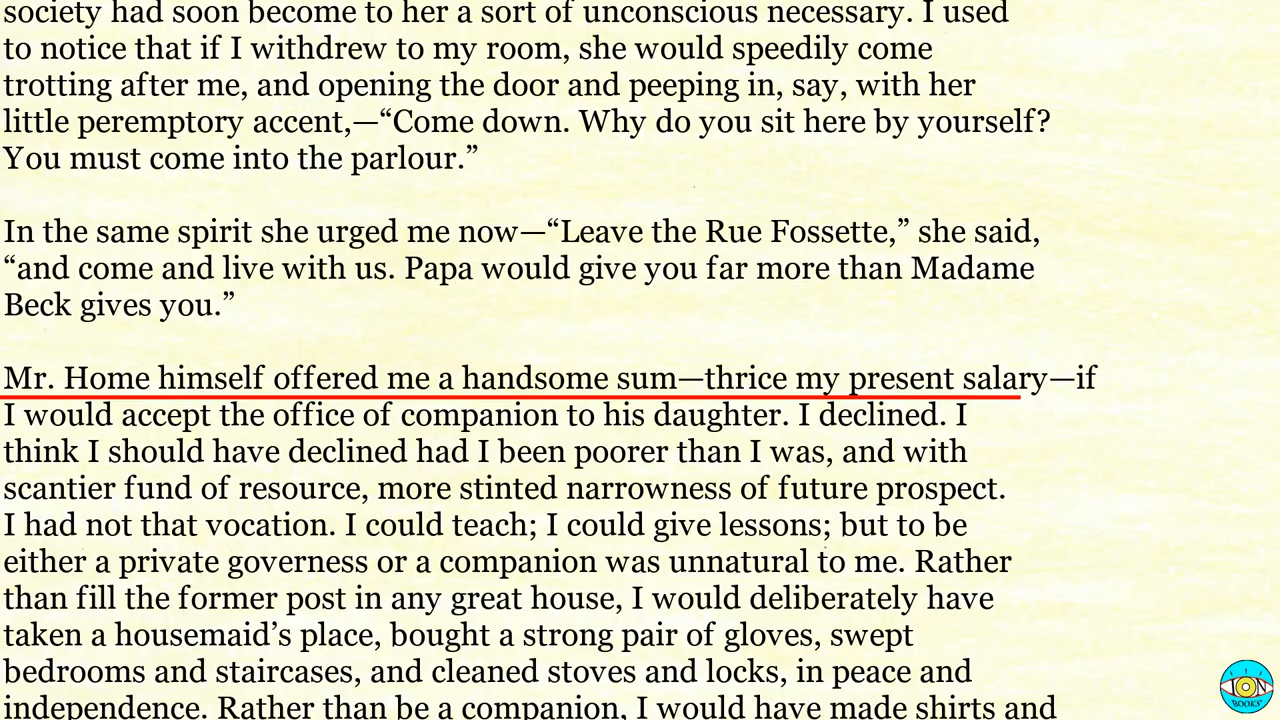 society had soon become to her a sort of unconscious necessary. I used
to notice that if I withdrew to my room, she would speedily come
trotting after me, and opening the door and peeping in, say, with her
little peremptory accent,—“Come down. Why do you sit here by yourself?
You must come into the parlour.”
In the same spirit she urged me now—“Leave the Rue Fossette,” she said,
“and come and live with us. Papa would give you far more than Madame
Beck gives you.”
Mr. Home himself offered me a handsome sum—thrice my present salary—if
I would accept the office of companion to his daughter. I declined. I
think I should have declined had I been poorer than I was, and with
scantier fund of resource, more stinted narrowness of future prospect.
I had not that vocation. I could teach; I could give lessons; but to be
either a private governess or a companion was unnatural to me. Rather
than fill the former post in any great house, I would deliberately have
taken a housemaid’s place, bought a strong pair of gloves, swept
bedrooms and staircases, and cleaned stoves and locks, in peace and
independence. Rather than be a companion, I would have made shirts and
ION
BOOKS